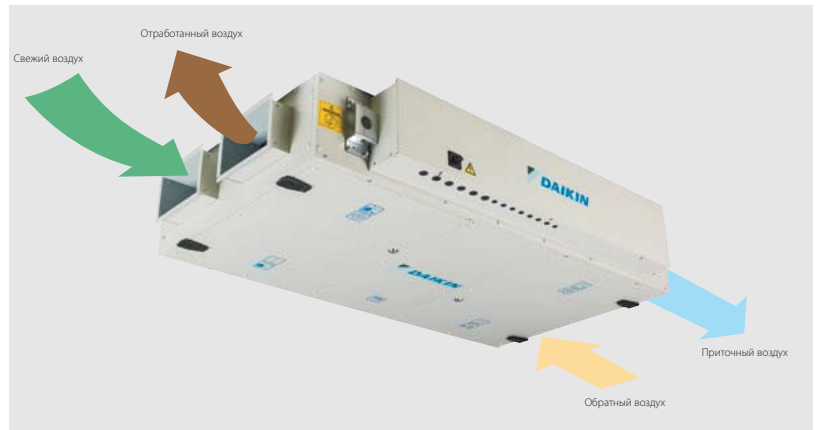 Отработанный воздух
Свежий воздух
DAIKIN
DAIKIN
Приточный воздух
Обратный воздух